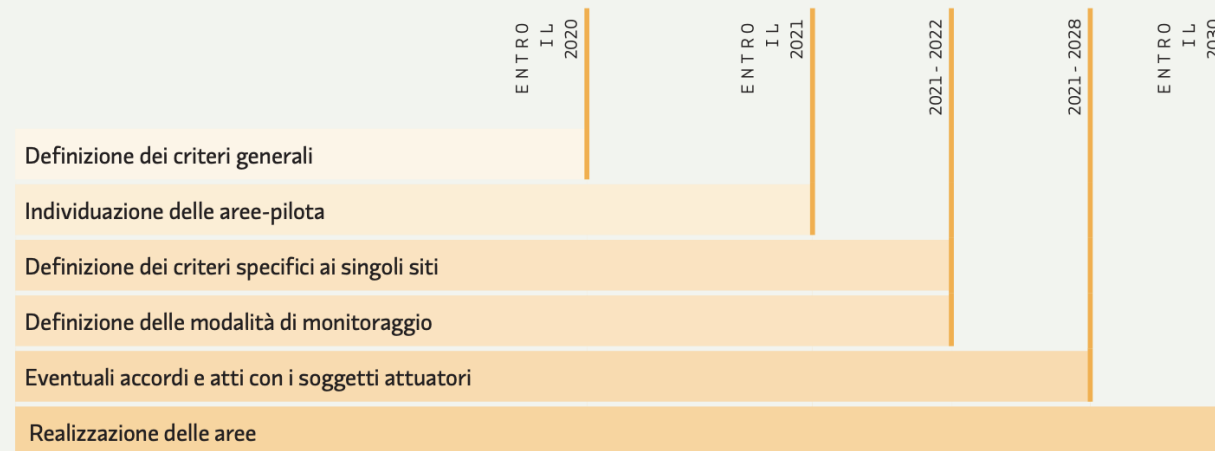 ENTRO
IL
2020
ENTRO
IL
2021
2021 - 2022
2021 - 2028
ENTRO
IL
2030
Definizione dei criteri generali
Individuazione delle aree-pilota
Definizione dei criteri specifici ai singoli siti
Definizione delle modalità di monitoraggio
Eventuali accordi e atti con i soggetti attuatori
Realizzazione delle aree